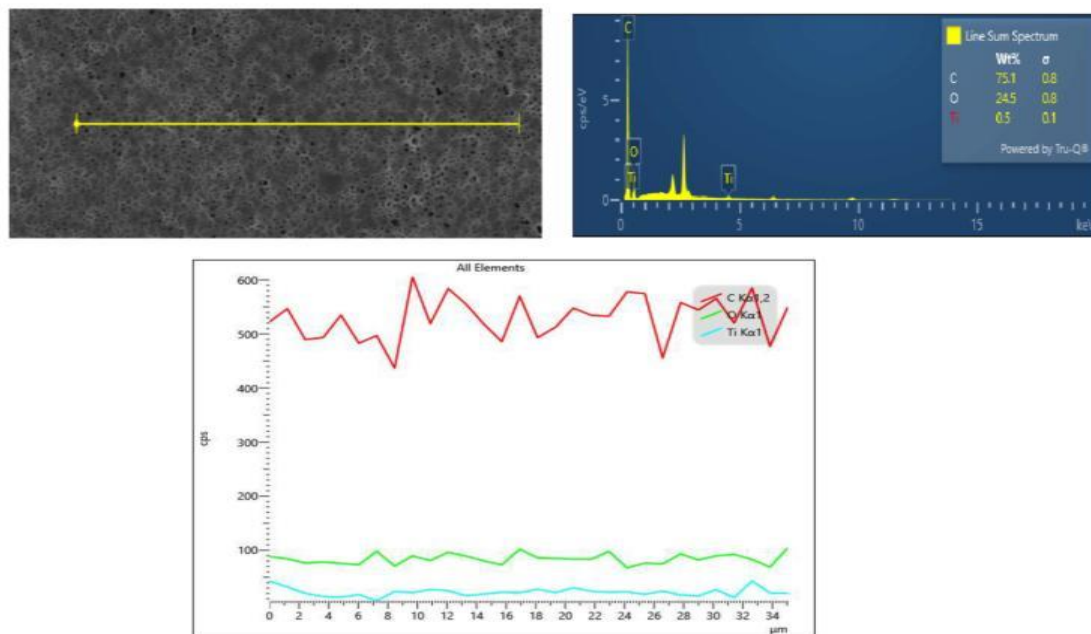 C
Line Sum Spectrum
Wt% σ
C 75.1 0.8
O 24.5 0.8
Ti 0.5 0.1
Powered by Tru-Q®
cps/eV
5
0
O
Ti
Ti
0 5 10 15 keV
All Elements
C Kα1,2
O Kα1
Ti Kα1
cps
600
500
400
300
200
100
0 2 4 6 8 10 12 14 16 18 20 22 24 26 28 30 32 34
µm